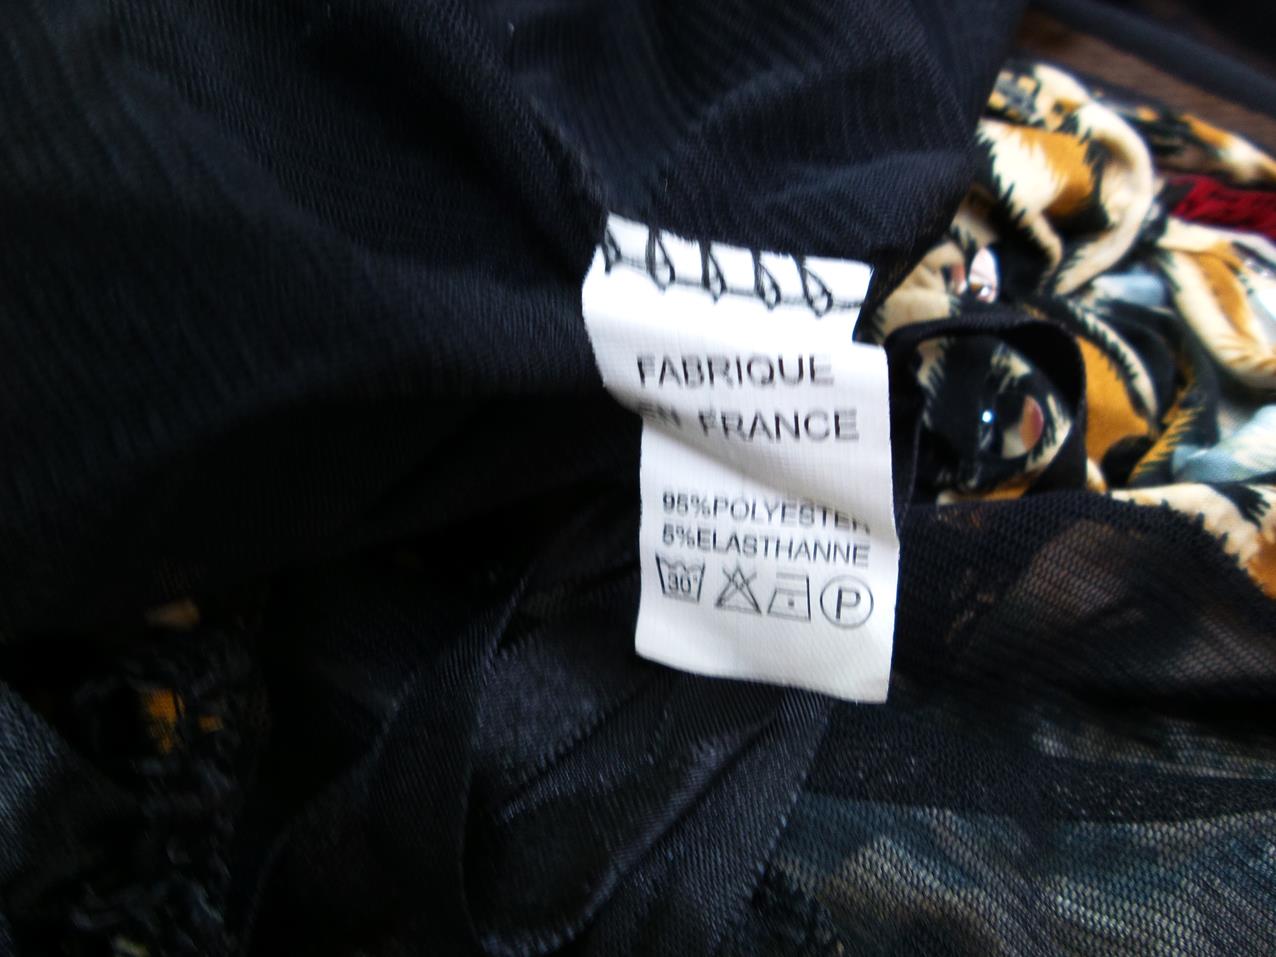 FABRIQUE
EN FRANCE
95%POLYESTER
5%ELASTHANNE
30°
P